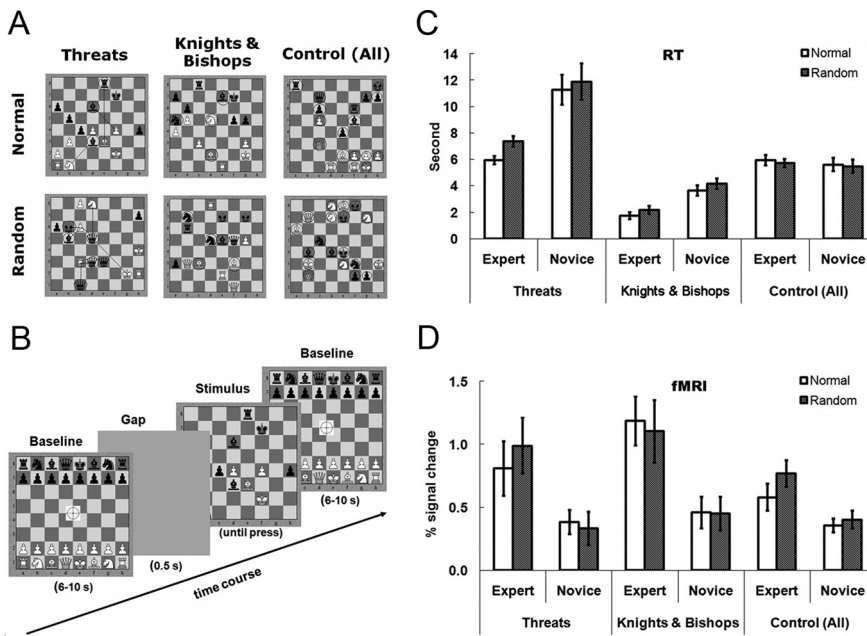 A
Threats
Knights &
Bishops
Control (All)
Normal
Random
B
Baseline
Gap
Stimulus
Baseline
(6-10 s)
(0.5 s)
(until press)
(6-10 s)
time course
C
RT
Normal
Random
Second
14
12
10
8
6
4
2
0
Expert Novice Expert Novice Expert Novice
Threats Knights & Bishops Control (All)
D
fMRI
Normal
Random
% signal change
1.5
1.0
0.5
0.0
Expert Novice Expert Novice Expert Novice
Threats Knights & Bishops Control (All)